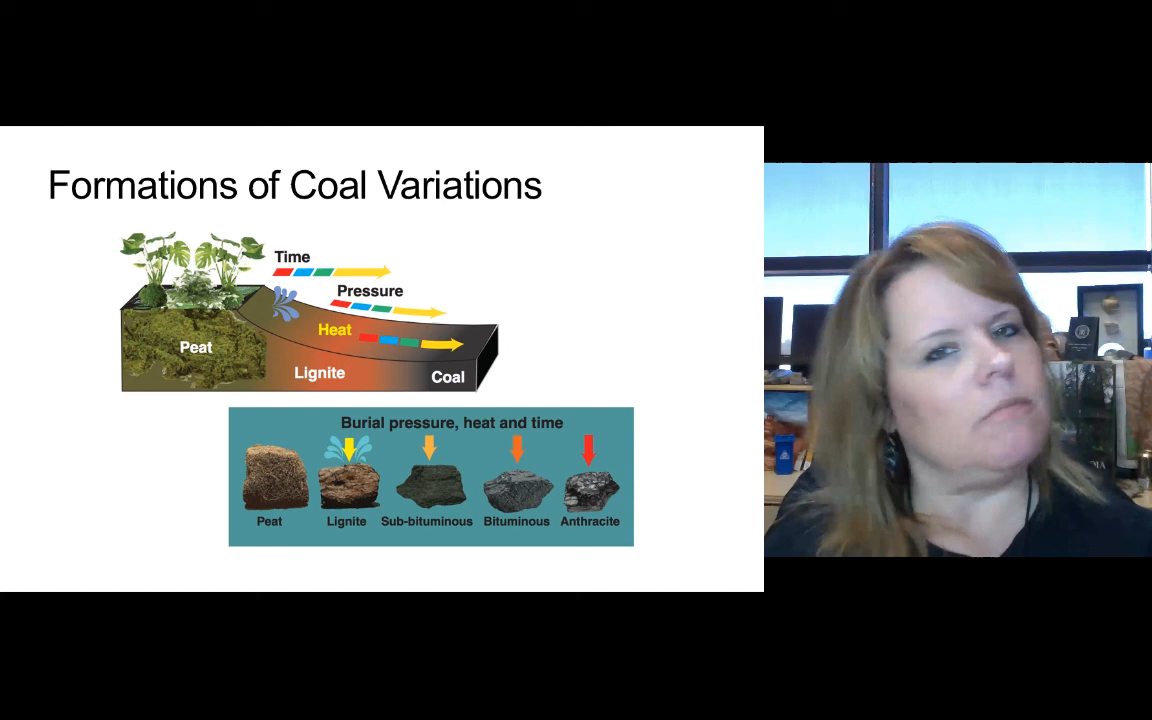 Formations of Coal Variations
Time
Pressure
Heat
Peat
Lignite
Coal
Burial pressure, heat and time
Peat
Lignite
Sub-bituminous
Bituminous
Anthracite